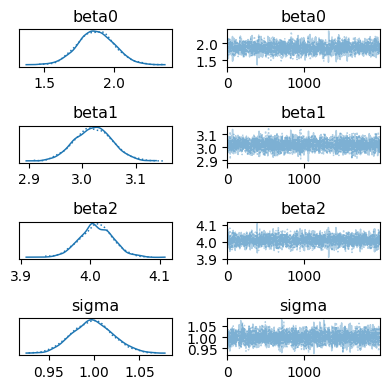 beta0 beta0
2.0
1.5
1.5 2.0 0 1000
beta1 beta1
3.1
3.0
2.9
2.9 3.0 3.1 0 1000
beta2 beta2
4.1
4.0
3.9
3.9 4.0 4.1 0 1000
sigma sigma
1.05
1.00
0.95
0.95 1.00 1.05 0 1000